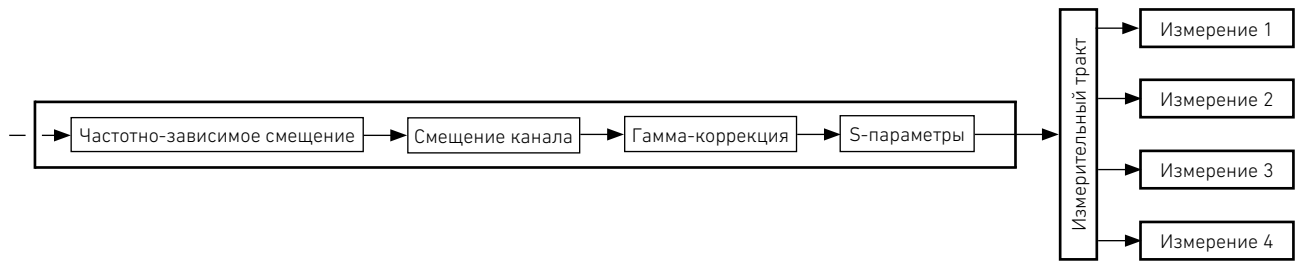 Частотно-зависимое смещение
Смещение канала
Гамма-коррекция
S-параметры
Измерительный тракт
Измерение 1
Измерение 2
Измерение 3
Измерение 4